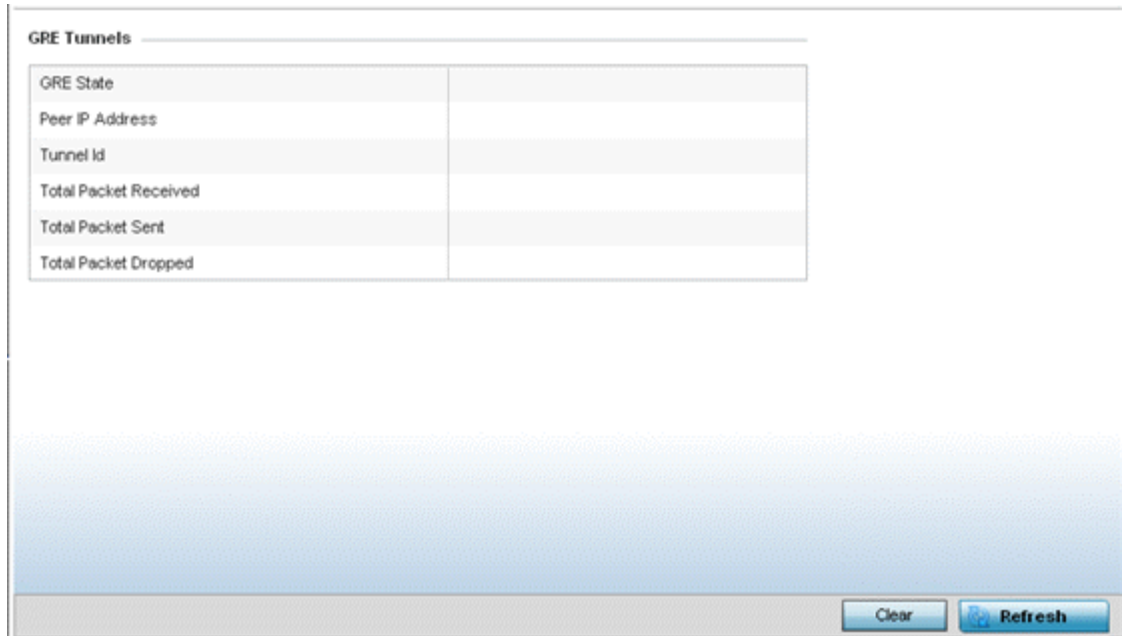 GRE Tunnels
GRE State
Peer IP Address
Tunnel Id
Total Packet Received
Total Packet Sent
Total Packet Dropped
Clear
Refresh